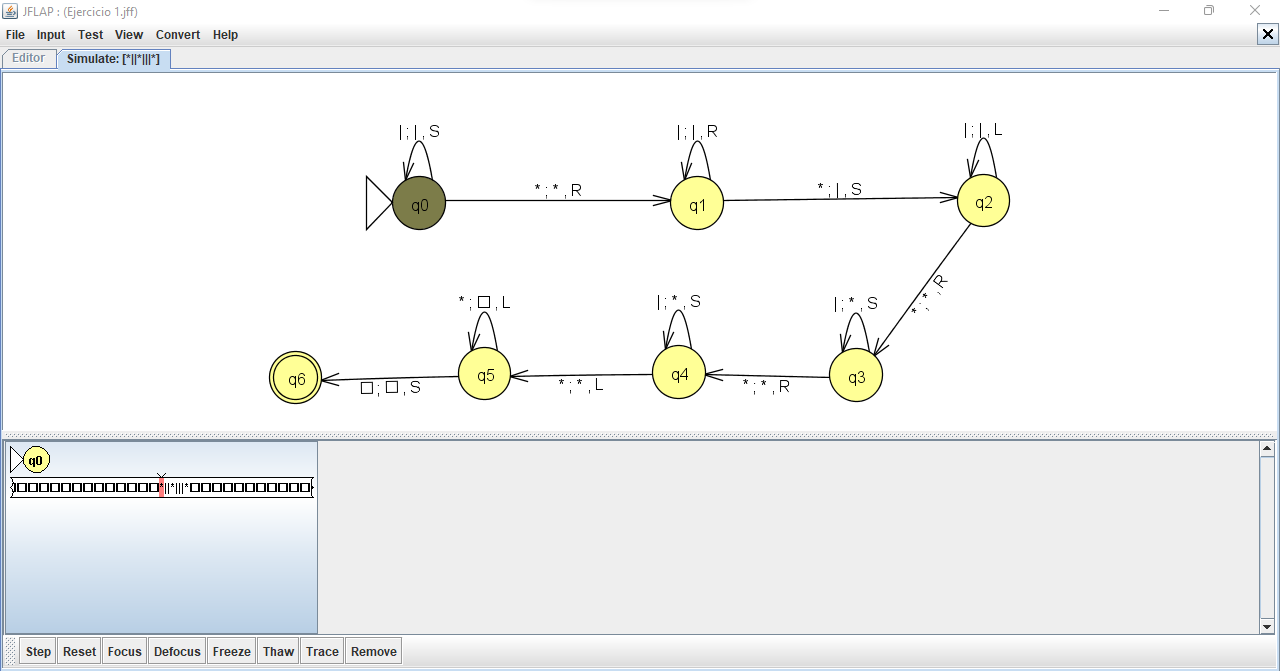 JFLAP : (Ejercicio 1.jff)
File Input Test View Convert Help
Editor Simulate: [*||*|||*]
| ; | , S
| ; | , R
| ; | , L
* ; * , R
* ; | , S
q0
q1
q2
* ; * , R
* ; □ , L
| ; * , S
| ; * , S
q6
q5
q4
q3
□ ; □ , S
* ; * , L
* ; * , R
q0
*||*|||*
Step Reset Focus Defocus Freeze Thaw Trace Remove